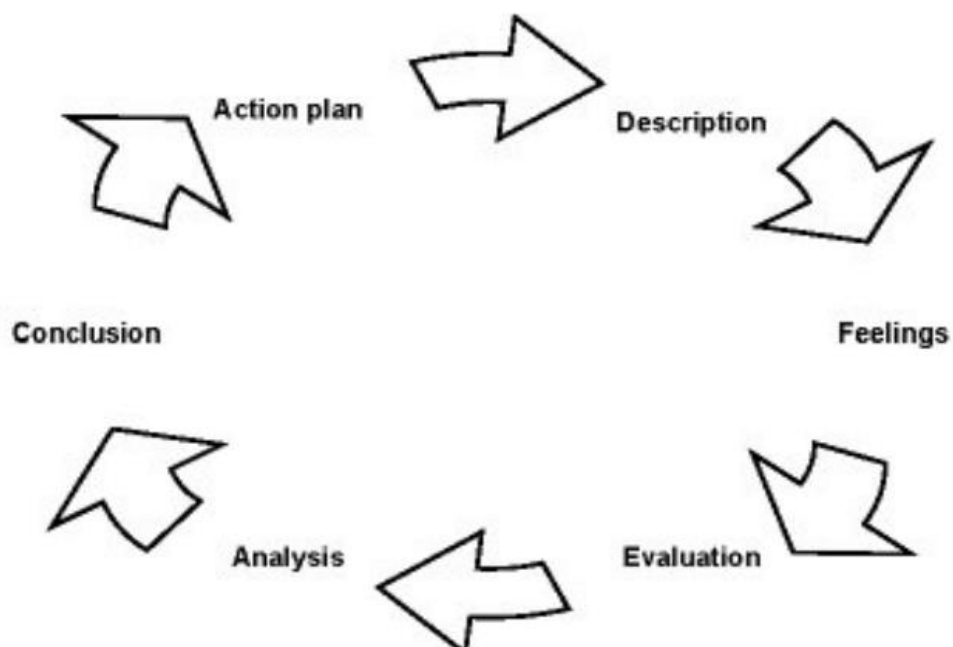 Action plan
Description
Conclusion
Feelings
Analysis
Evaluation